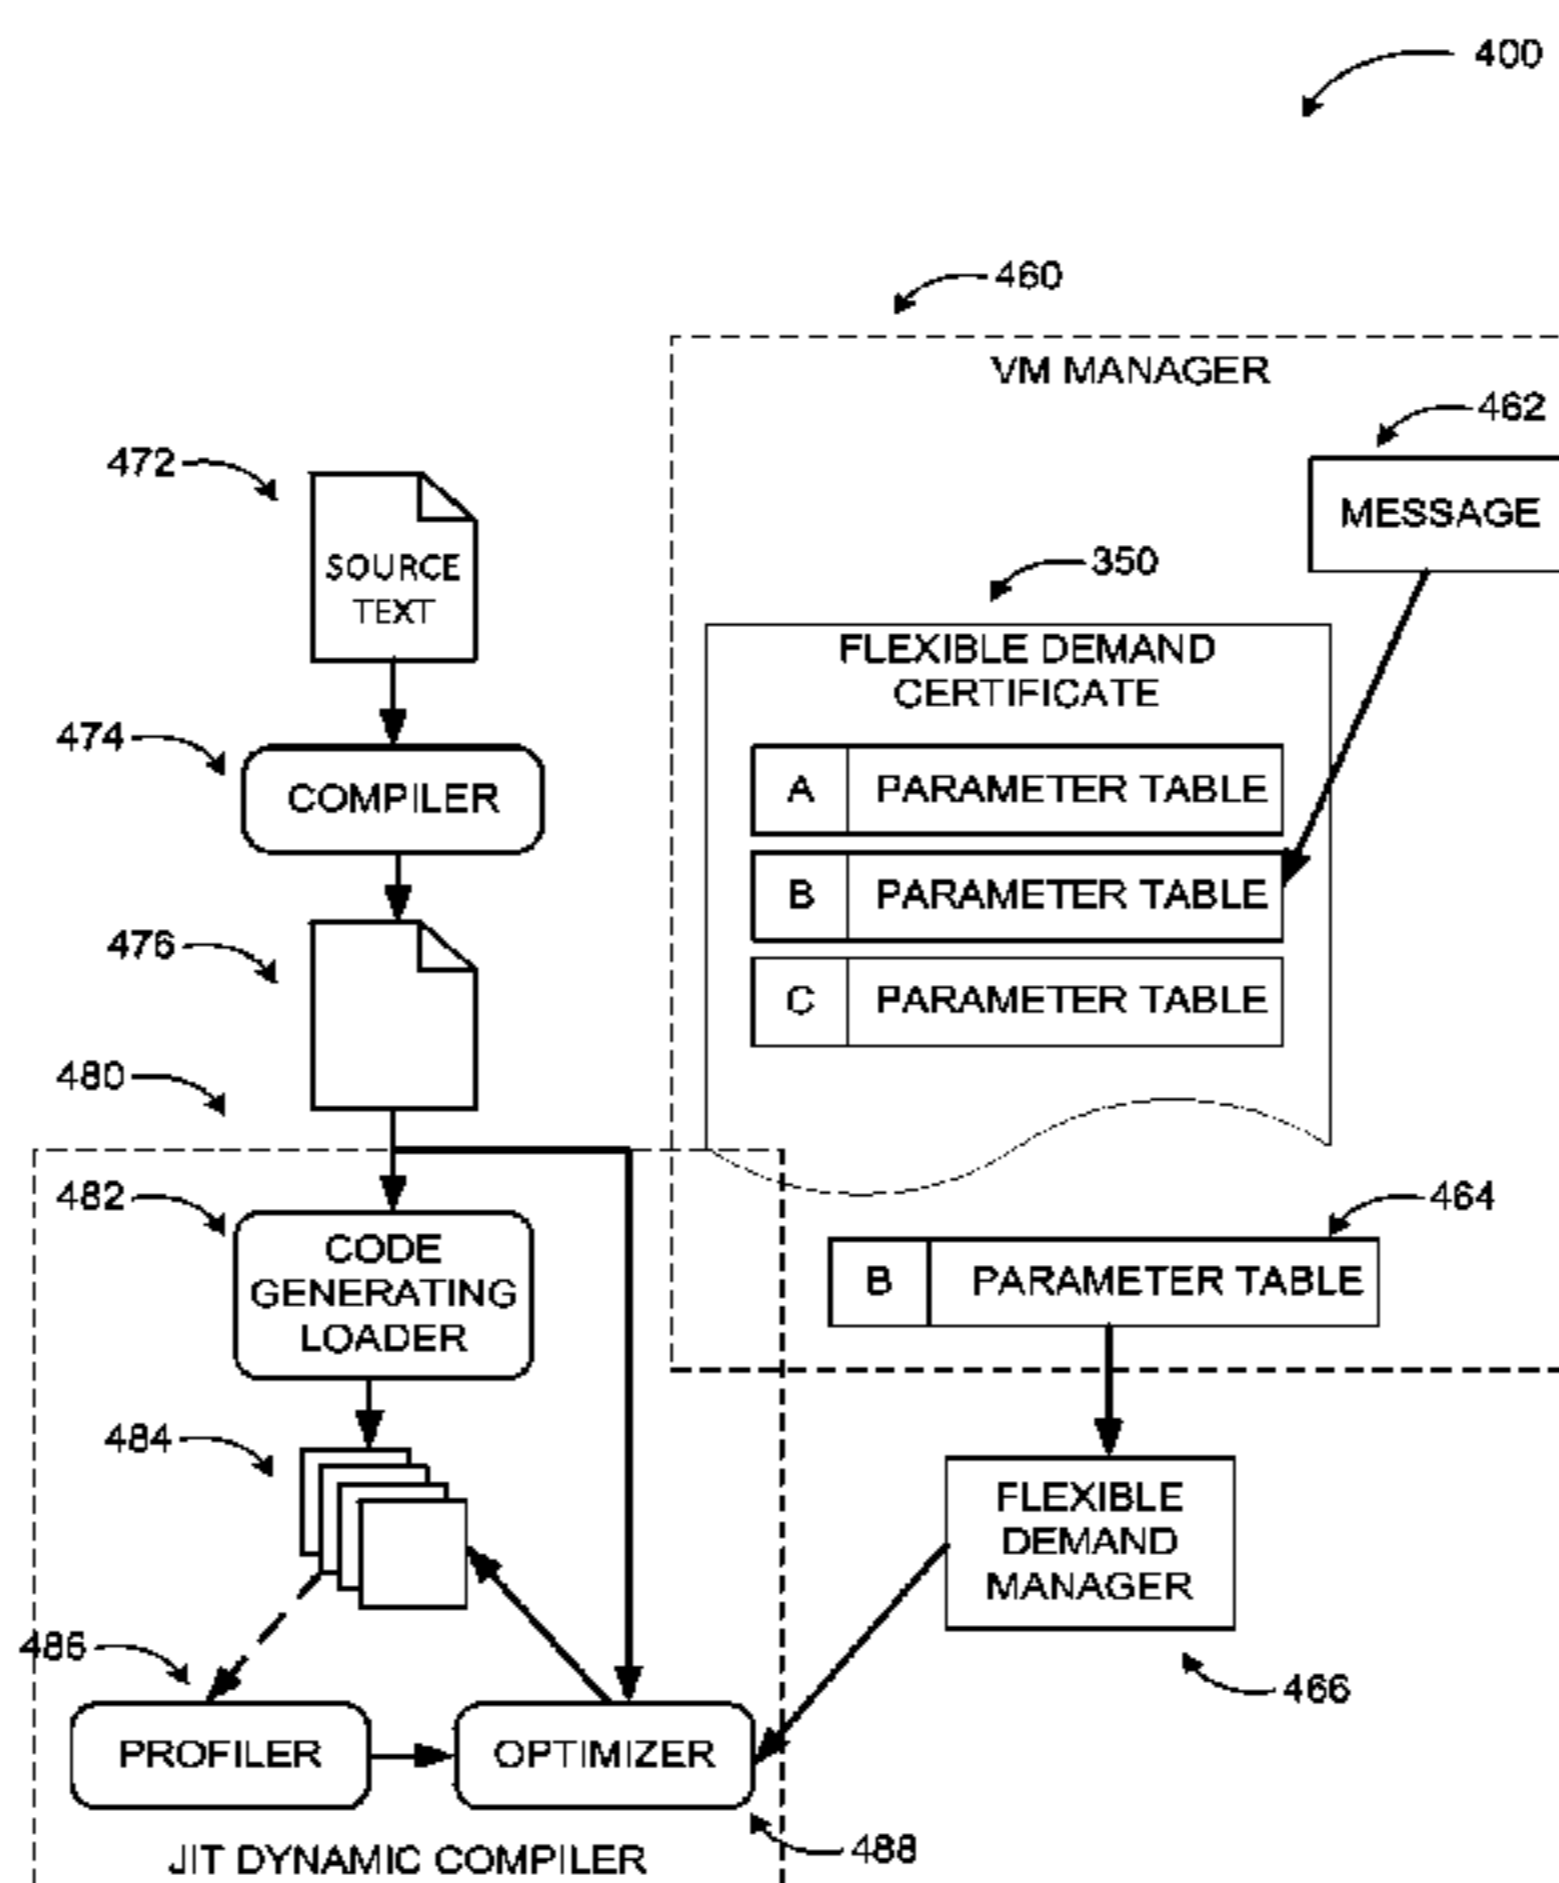 400
460
VM MANAGER
462
472
MESSAGE
SOURCE
TEXT
350
FLEXIBLE DEMAND
CERTIFICATE
474
COMPILER
A PARAMETER TABLE
B PARAMETER TABLE
476
C PARAMETER TABLE
480
482
464
CODE
GENERATING
LOADER
B PARAMETER TABLE
484
FLEXIBLE
DEMAND
MANAGER
486
466
PROFILER
OPTIMIZER
488
JIT DYNAMIC COMPILER